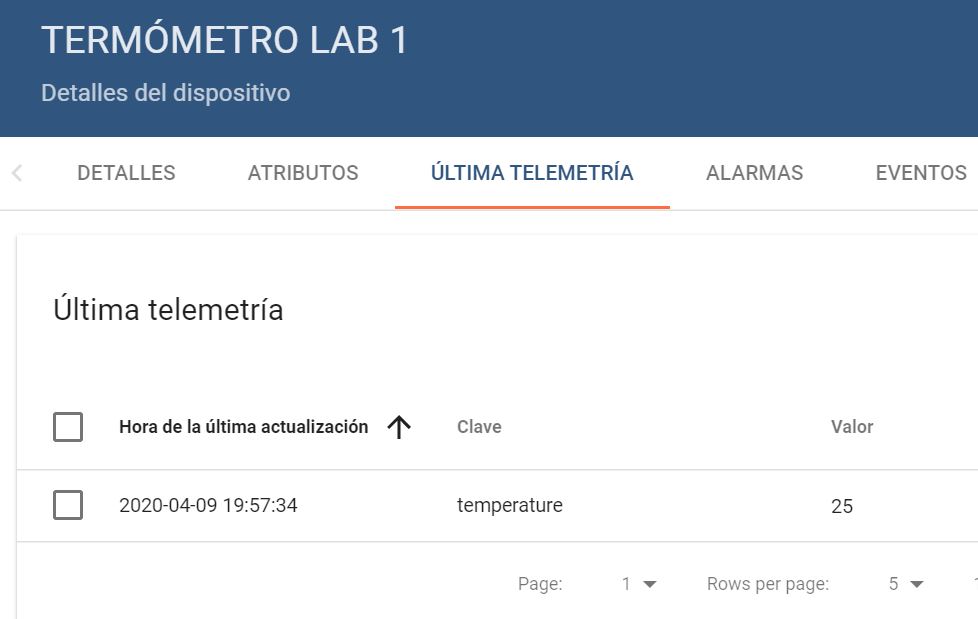 TERMÓMETRO LAB 1
Detalles del dispositivo
DETALLES ATRIBUTOS ÚLTIMA TELEMETRÍA ALARMAS EVENTOS
Última telemetría
Hora de la última actualización Clave Valor
2020-04-09 19:57:34 temperature 25
Page: 1 Rows per page: 5